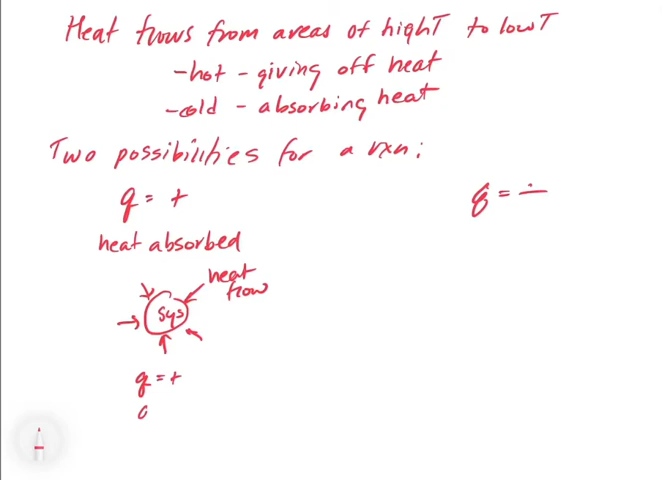 Heat flows from areas of high T to low T
- hot - giving off heat
- cold - absorbing heat
Two possibilities for a rxn:
q = +
q = -
heat absorbed
heat flow
sys
q = +